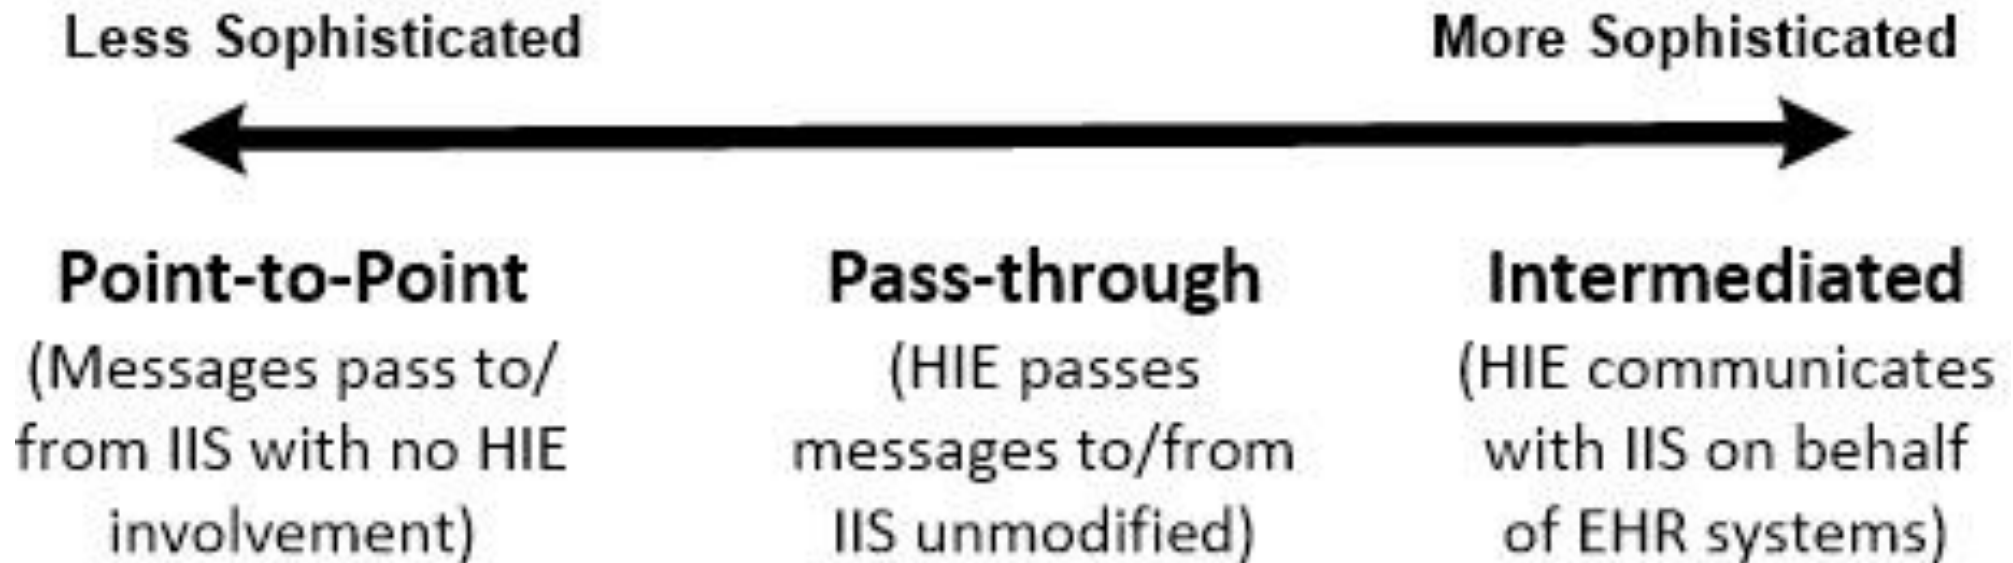 Less Sophisticated
More Sophisticated
Point-to-Point
(Messages pass to/
from IIS with no HIE
involvement)
Pass-through
(HIE passes
messages to/from
IIS unmodified)
Intermediated
(HIE communicates
with IIS on behalf
of EHR systems)